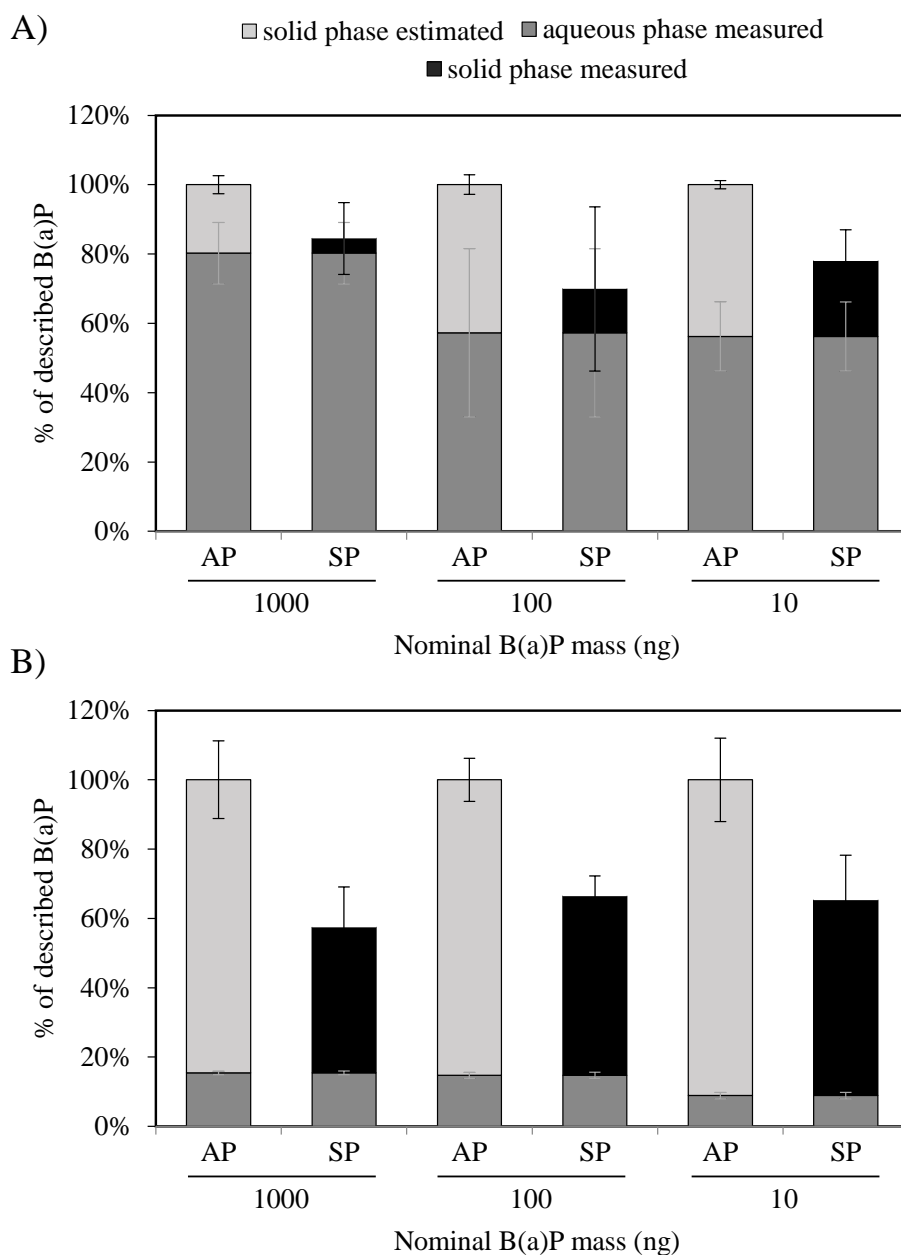 A)
solid phase estimated aqueous phase measured
solid phase measured
120%
100%
80%
60%
40%
20%
0%
% of described B(a)P
AP SP AP SP AP SP
1000 100 10
Nominal B(a)P mass (ng)
B)
120%
100%
80%
60%
40%
20%
0%
% of described B(a)P
AP SP AP SP AP SP
1000 100 10
Nominal B(a)P mass (ng)